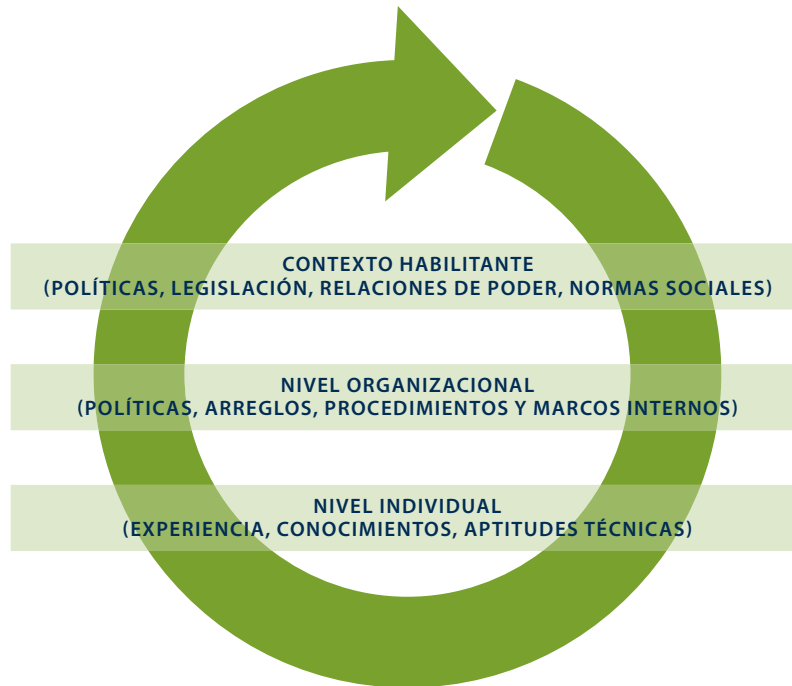 CONTEXTO HABILITANTE
(POLÍTICAS, LEGISLACIÓN, RELACIONES DE PODER, NORMAS SOCIALES)
NIVEL ORGANIZACIONAL
(POLÍTICAS, ARREGLOS, PROCEDIMIENTOS Y MARCOS INTERNOS)
NIVEL INDIVIDUAL
(EXPERIENCIA, CONOCIMIENTOS, APTITUDES TÉCNICAS)